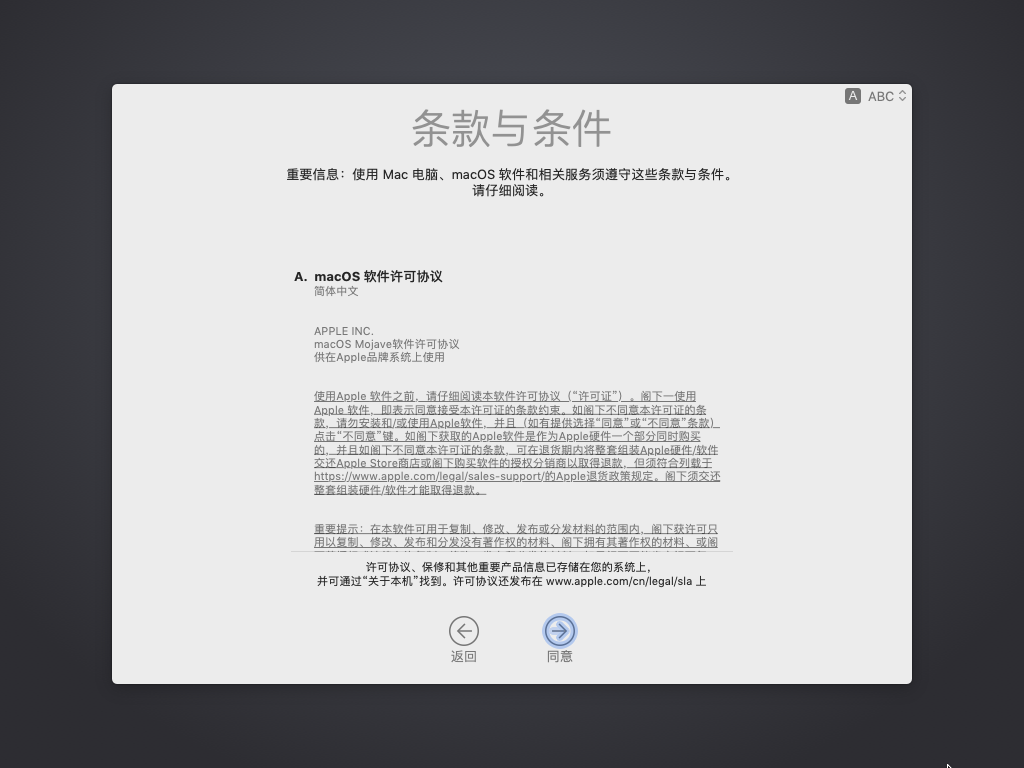 A ABC
条款与条件
重要信息：使用 Mac 电脑、macOS 软件和相关服务须遵守这些条款与条件。
请仔细阅读。
A. macOS 软件许可协议
简体中文
APPLE INC.
macOS Mojave软件许可协议
供在Apple品牌系统上使用
使用Apple 软件之前，请仔细阅读本软件许可协议（“许可证”）。阁下一使用
Apple 软件，即表示同意接受本许可证的条款约束。如阁下不同意本许可证的条
款，请勿安装和/或使用Apple软件，并且（如有提供选择“同意”或“不同意”条款）
点击“不同意”键。如阁下获取的Apple软件是作为Apple硬件一个部分同时购买
的，并且如阁下不同意本许可证的条款，可在退货期内将整套组装Apple硬件/软件
交还Apple Store商店或阁下购买软件的授权分销商以取得退款，但须符合列载于
https://www.apple.com/legal/sales-support/的Apple退货政策规定。阁下须交还
整套组装硬件/软件才能取得退款。
重要提示：在本软件可用于复制、修改、发布或分发材料的范围内，阁下获许可只
用以复制、修改、发布和分发没有著作权的材料、阁下拥有其著作权的材料、或阁
许可协议、保修和其他重要产品信息已存储在您的系统上，
并可通过“关于本机”找到。许可协议还发布在 www.apple.com/cn/legal/sla 上
返回
同意